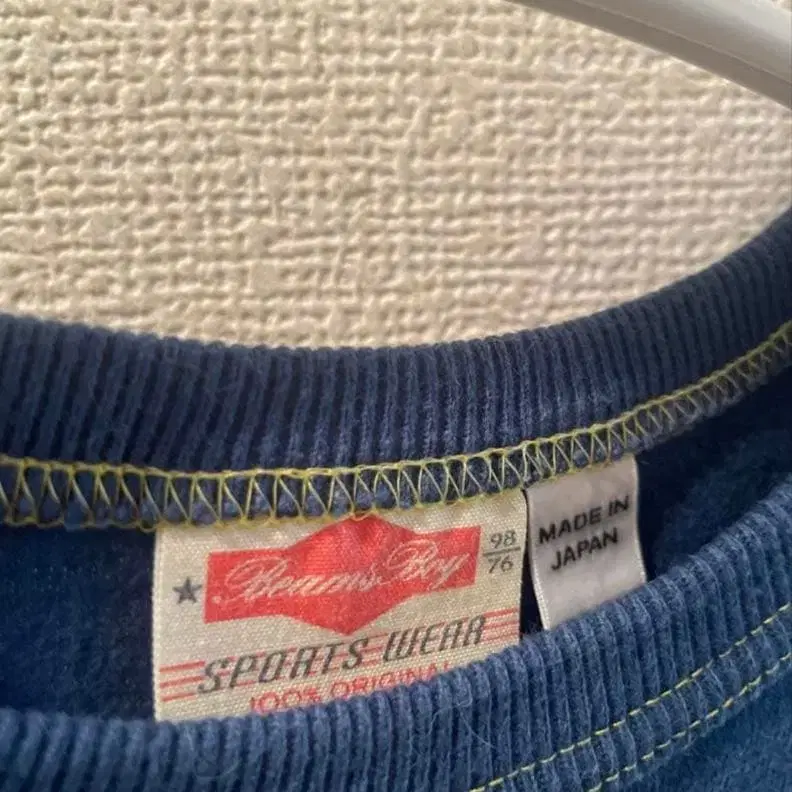 ★ Beams Boy 98/76
SPORTS WEAR
100% ORIGINAL
MADE IN
JAPAN